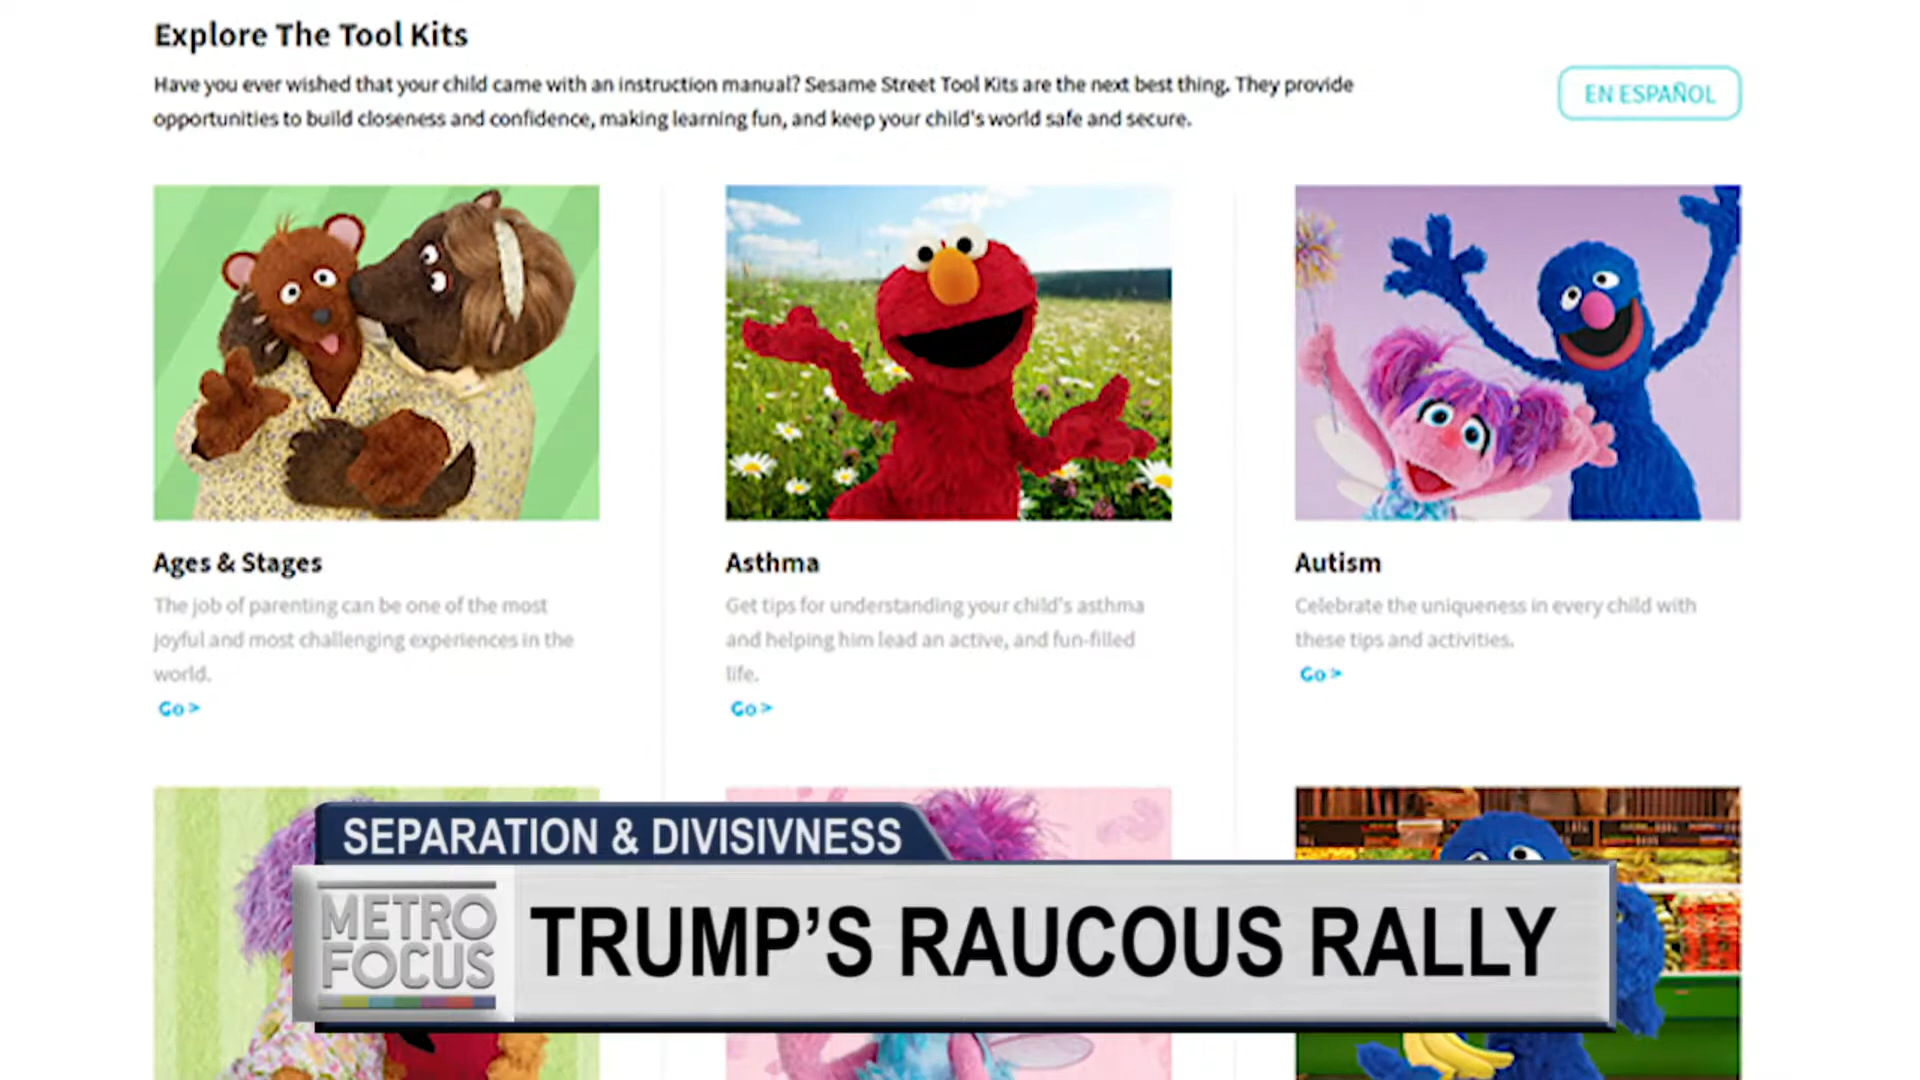 Explore The Tool Kits
Have you ever wished that your child came with an instruction manual? Sesame Street Tool Kits are the next best thing. They provide
opportunities to build closeness and confidence, making learning fun, and keep your child's world safe and secure.
EN ESPAÑOL
Ages & Stages
The job of parenting can be one of the most
joyful and most challenging experiences in the
world.
Go >
Asthma
Get tips for understanding your child's asthma
and helping him lead an active, and fun-filled
life.
Go >
Autism
Celebrate the uniqueness in every child with
these tips and activities.
Go >
SEPARATION & DIVISIVNESS
METRO
FOCUS
TRUMP'S RAUCOUS RALLY